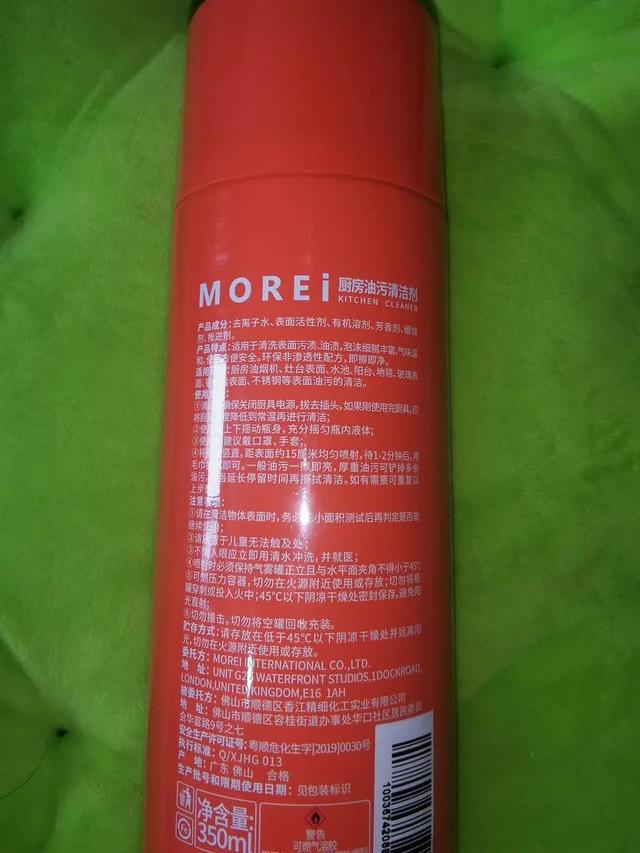 MOREi 厨房油污清洁剂
KITCHEN CLEANER
产品成分：去离子水、表面活性剂、有机溶剂、芳香剂、缓蚀
剂、推进剂。
产品特点：适用于清洗表面污渍、油渍，泡沫细腻丰富，气味温
和，使用方便安全。环保非渗透性配方，即擦即净。
适用 厨房油烟机、灶台表面、水池、阳台、地毯、玻璃表
面、 表面、不锈钢等表面油污的清洁。
使用
①清 确保关闭厨具电源，拔去插头，如果刚使用完厨具，应
将厨 度降低到常温再进行清洁；
②使 上下摇动瓶身，充分摇匀瓶内液体；
③使 建议戴口罩、手套；
④将 竖直，距表面约15厘米均匀喷射，待1-2分钟后，用
毛巾 即可。一般油污一擦即亮，厚重油污可铲掉多余
油污， 当延长停留时间再擦拭清洁。如有需要可重复以
上步
注意事项：
①请在清洁物体表面时，务必 小面积测试后再判定是否能
继续使用；
②请放置于儿童无法触及处；
③不慎入眼应立即用清水冲洗，并就医；
④喷射时必须保持气雾罐正立且与水平面夹角不得小于45°；
⑤可燃压力容器，切勿在火源附近使用或存放；切勿将瓶
罐穿刺或投入火中；45℃以下阴凉干燥处密封保存，避免阳
光直射；
⑥切勿撞击。切勿将空罐回收充装。
贮存方式：请存放在低于45℃以下阴凉干燥处并远离阳
光，切勿在火源附近使用或存放。
委托方：MOREI INTERNATIONAL CO.,LTD.
地 址：UNIT G25 WATERFRONT STUDIOS,1DOCKROAD,
LONDON,UNITED KINGDOM,E16 1AH
被委托方：佛山市顺德区香江精细化工实业有限公司
地 址：佛山市顺德区容桂街道办事处华口社区居民委员
会华富路9号之七
安全生产许可证号：粤顺危化生字[2019]0030号
执行标准：Q/XJHG 013
产 地：广东 佛山 合格
生产批号和限期使用日期：见包装标识
净含量：
350ml
警告
可燃气溶胶